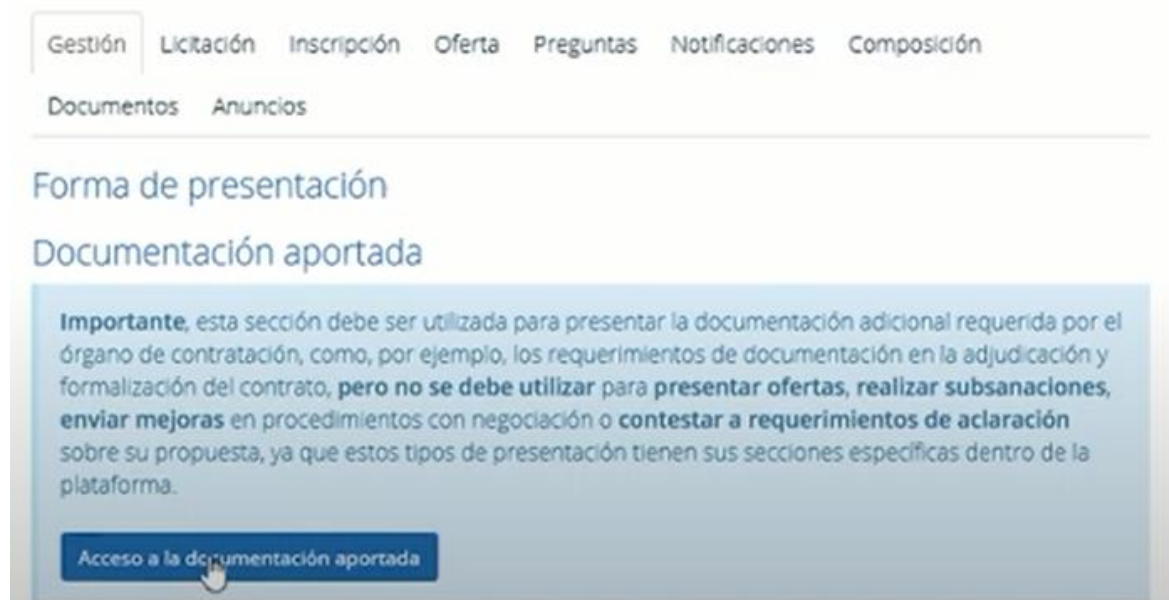 Gestión Licitación Inscripción Oferta Preguntas Notificaciones Composición
Documentos Anuncios
Forma de presentación
Documentación aportada
Importante, esta sección debe ser utilizada para presentar la documentación adicional requerida por el
órgano de contratación, como, por ejemplo, los requerimientos de documentación en la adjudicación y
formalización del contrato, pero no se debe utilizar para presentar ofertas, realizar subsanaciones,
enviar mejoras en procedimientos con negociación o contestar a requerimientos de aclaración
sobre su propuesta, ya que estos tipos de presentación tienen sus secciones específicas dentro de la
plataforma.
Acceso a la documentación aportada